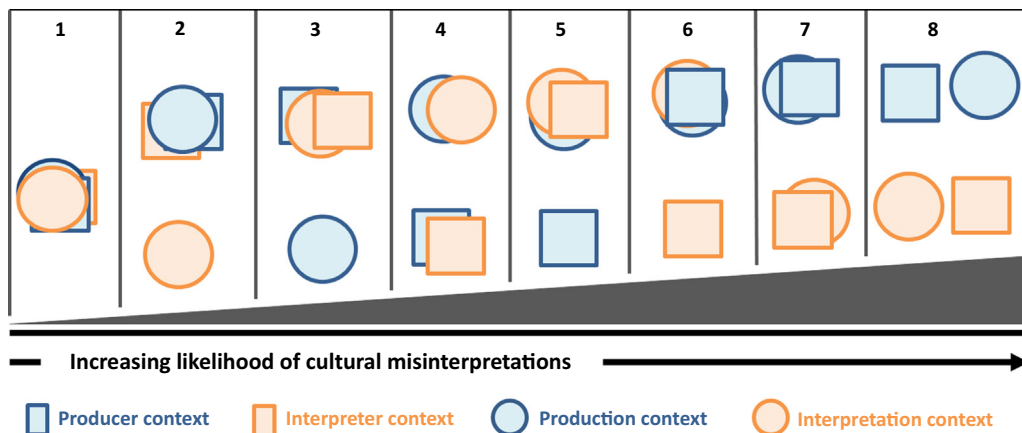 1 2 3 4 5 6 7 8
Increasing likelihood of cultural misinterpretations
Producer context Interpreter context Production context Interpretation context